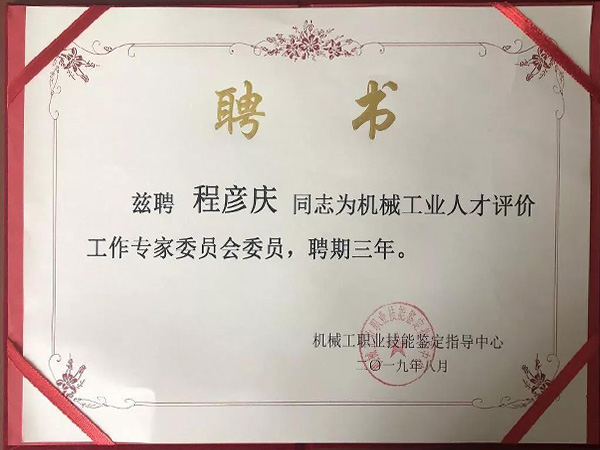 聘书
兹聘 程彦庆 同志为机械工业人才评价
工作专家委员会委员，聘期三年。
机械工职业技能鉴定指导中心
二〇一九年八月